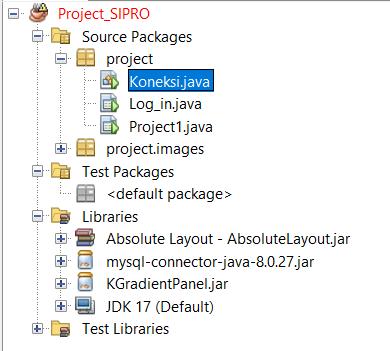 Project_SIPRO
Source Packages
project
Koneksi.java
Log_in.java
Project1.java
project.images
Test Packages
<default package>
Libraries
Absolute Layout - AbsoluteLayout.jar
mysql-connector-java-8.0.27.jar
KGradientPanel.jar
JDK 17 (Default)
Test Libraries